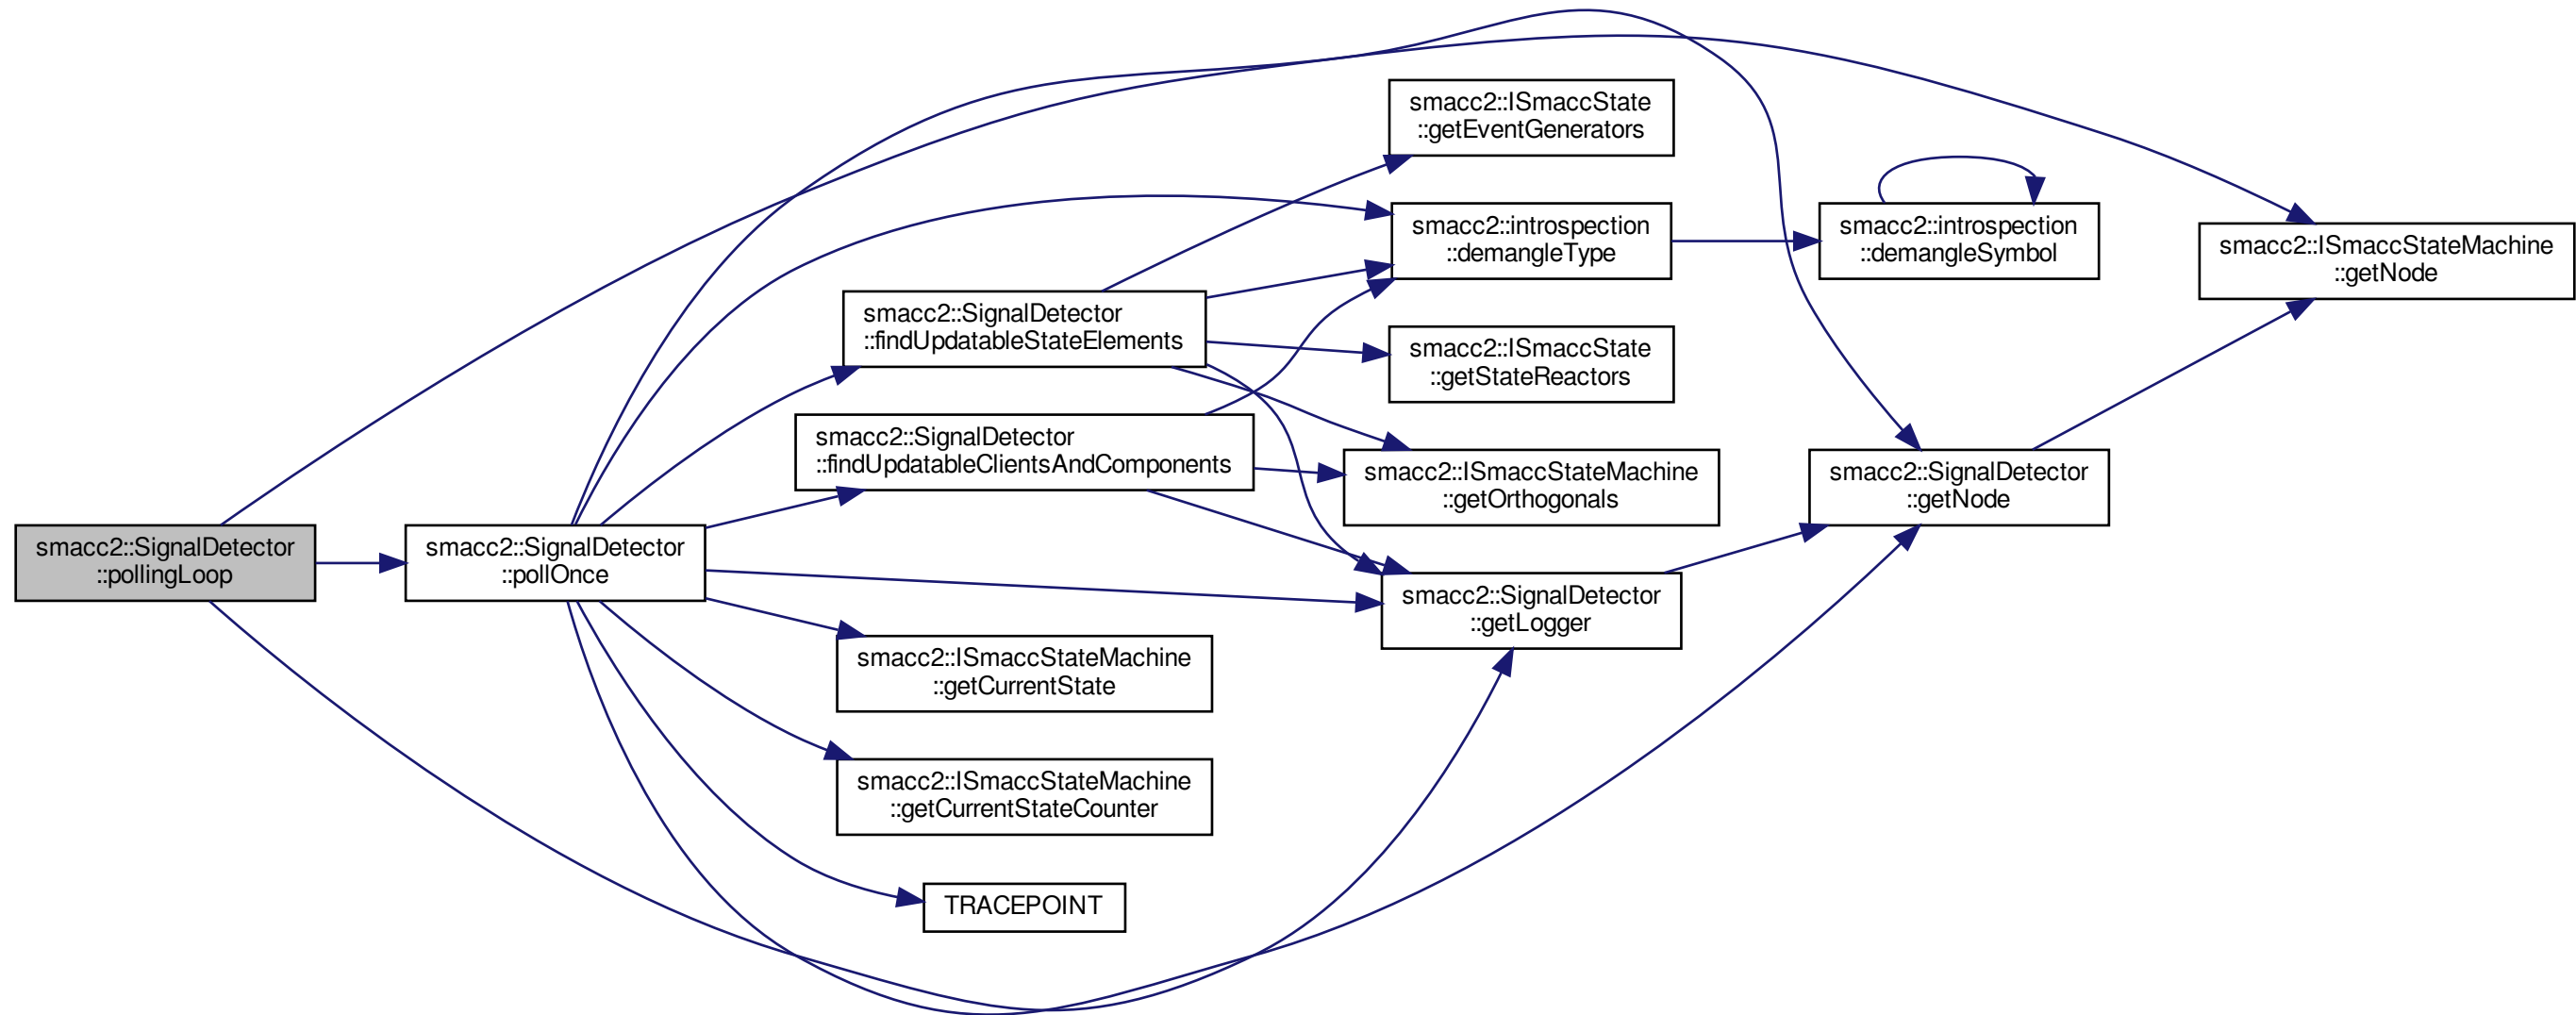 smacc2::SignalDetector
::pollingLoop
smacc2::SignalDetector
::pollOnce
smacc2::SignalDetector
::findUpdatableStateElements
smacc2::SignalDetector
::findUpdatableClientsAndComponents
smacc2::ISmaccStateMachine
::getCurrentState
smacc2::ISmaccStateMachine
::getCurrentStateCounter
TRACEPOINT
smacc2::ISmaccState
::getEventGenerators
smacc2::introspection
::demangleType
smacc2::ISmaccState
::getStateReactors
smacc2::ISmaccStateMachine
::getOrthogonals
smacc2::SignalDetector
::getLogger
smacc2::introspection
::demangleSymbol
smacc2::SignalDetector
::getNode
smacc2::ISmaccStateMachine
::getNode